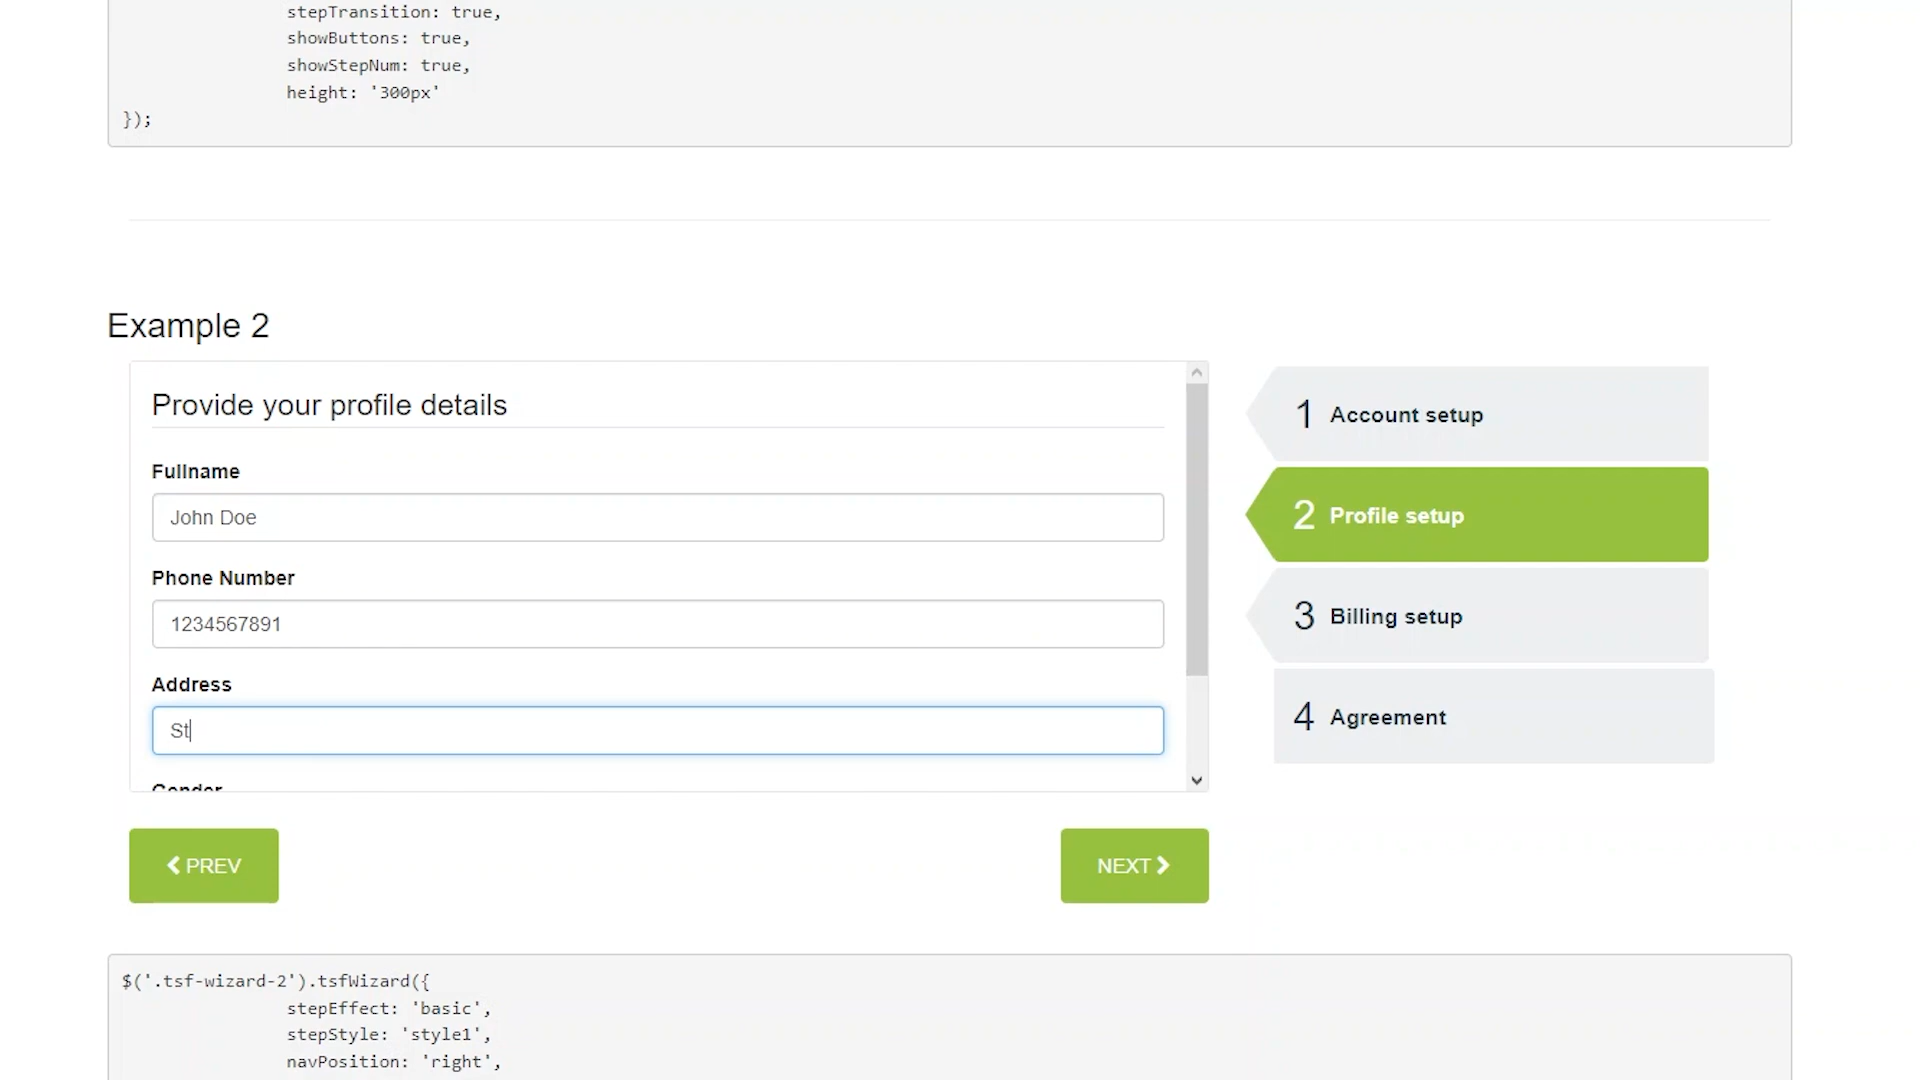 stepTransition: true,
showButtons: true,
showStepNum: true,
height: '300px'
});
Example 2
Provide your profile details
Fullname
John Doe
Phone Number
1234567891
Address
St
Gender
PREV
NEXT
1 Account setup
2 Profile setup
3 Billing setup
4 Agreement
$('.tsf-wizard-2').tsfWizard({
stepEffect: 'basic',
stepStyle: 'style1',
navPosition: 'right',